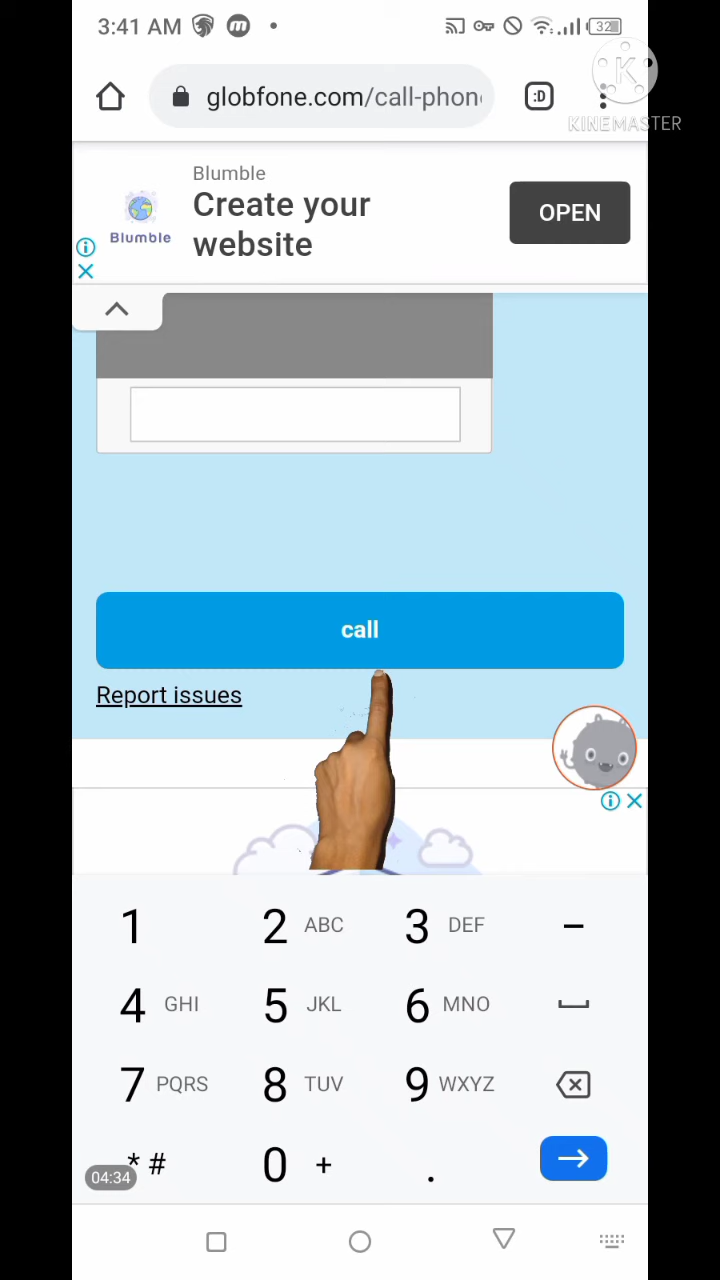 3:41 AM
32
globfone.com/call-phon
:D
K
KINEMASTER
Blumble
Create your
website
OPEN
Blumble
call
Report issues
1
2 ABC
3 DEF
-
4 GHI
5 JKL
6 MNO
7 PQRS
8 TUV
9 WXYZ
* #
0 +
.
04:34